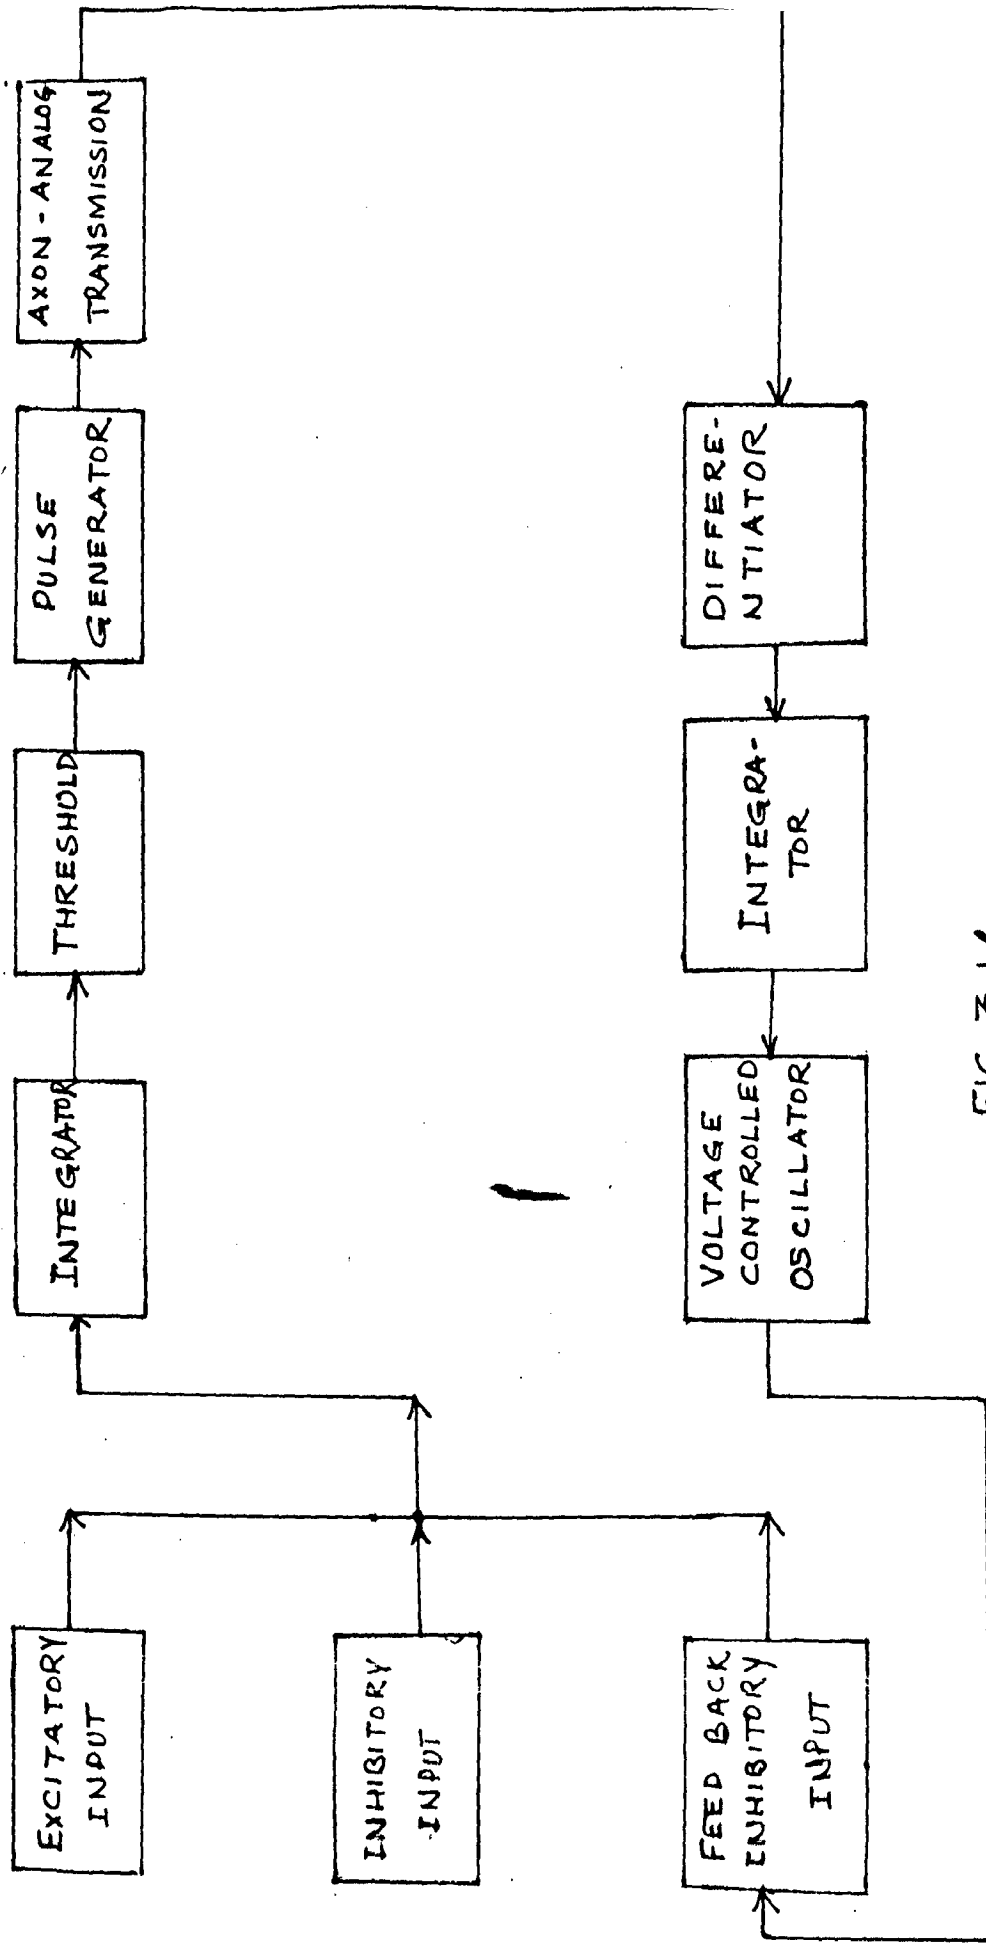 EXCITATORY
INPUT
INHIBITORY
INPUT
FEED BACK
INHIBITORY
INPUT
INTEGRATOR
THRESHOLD
PULSE
GENERATOR
AXON-ANALOG
TRANSMISSION
VOLTAGE
CONTROLLED
OSCILLATOR
INTEGRA-
TOR
DIFFERE-
NTIATOR